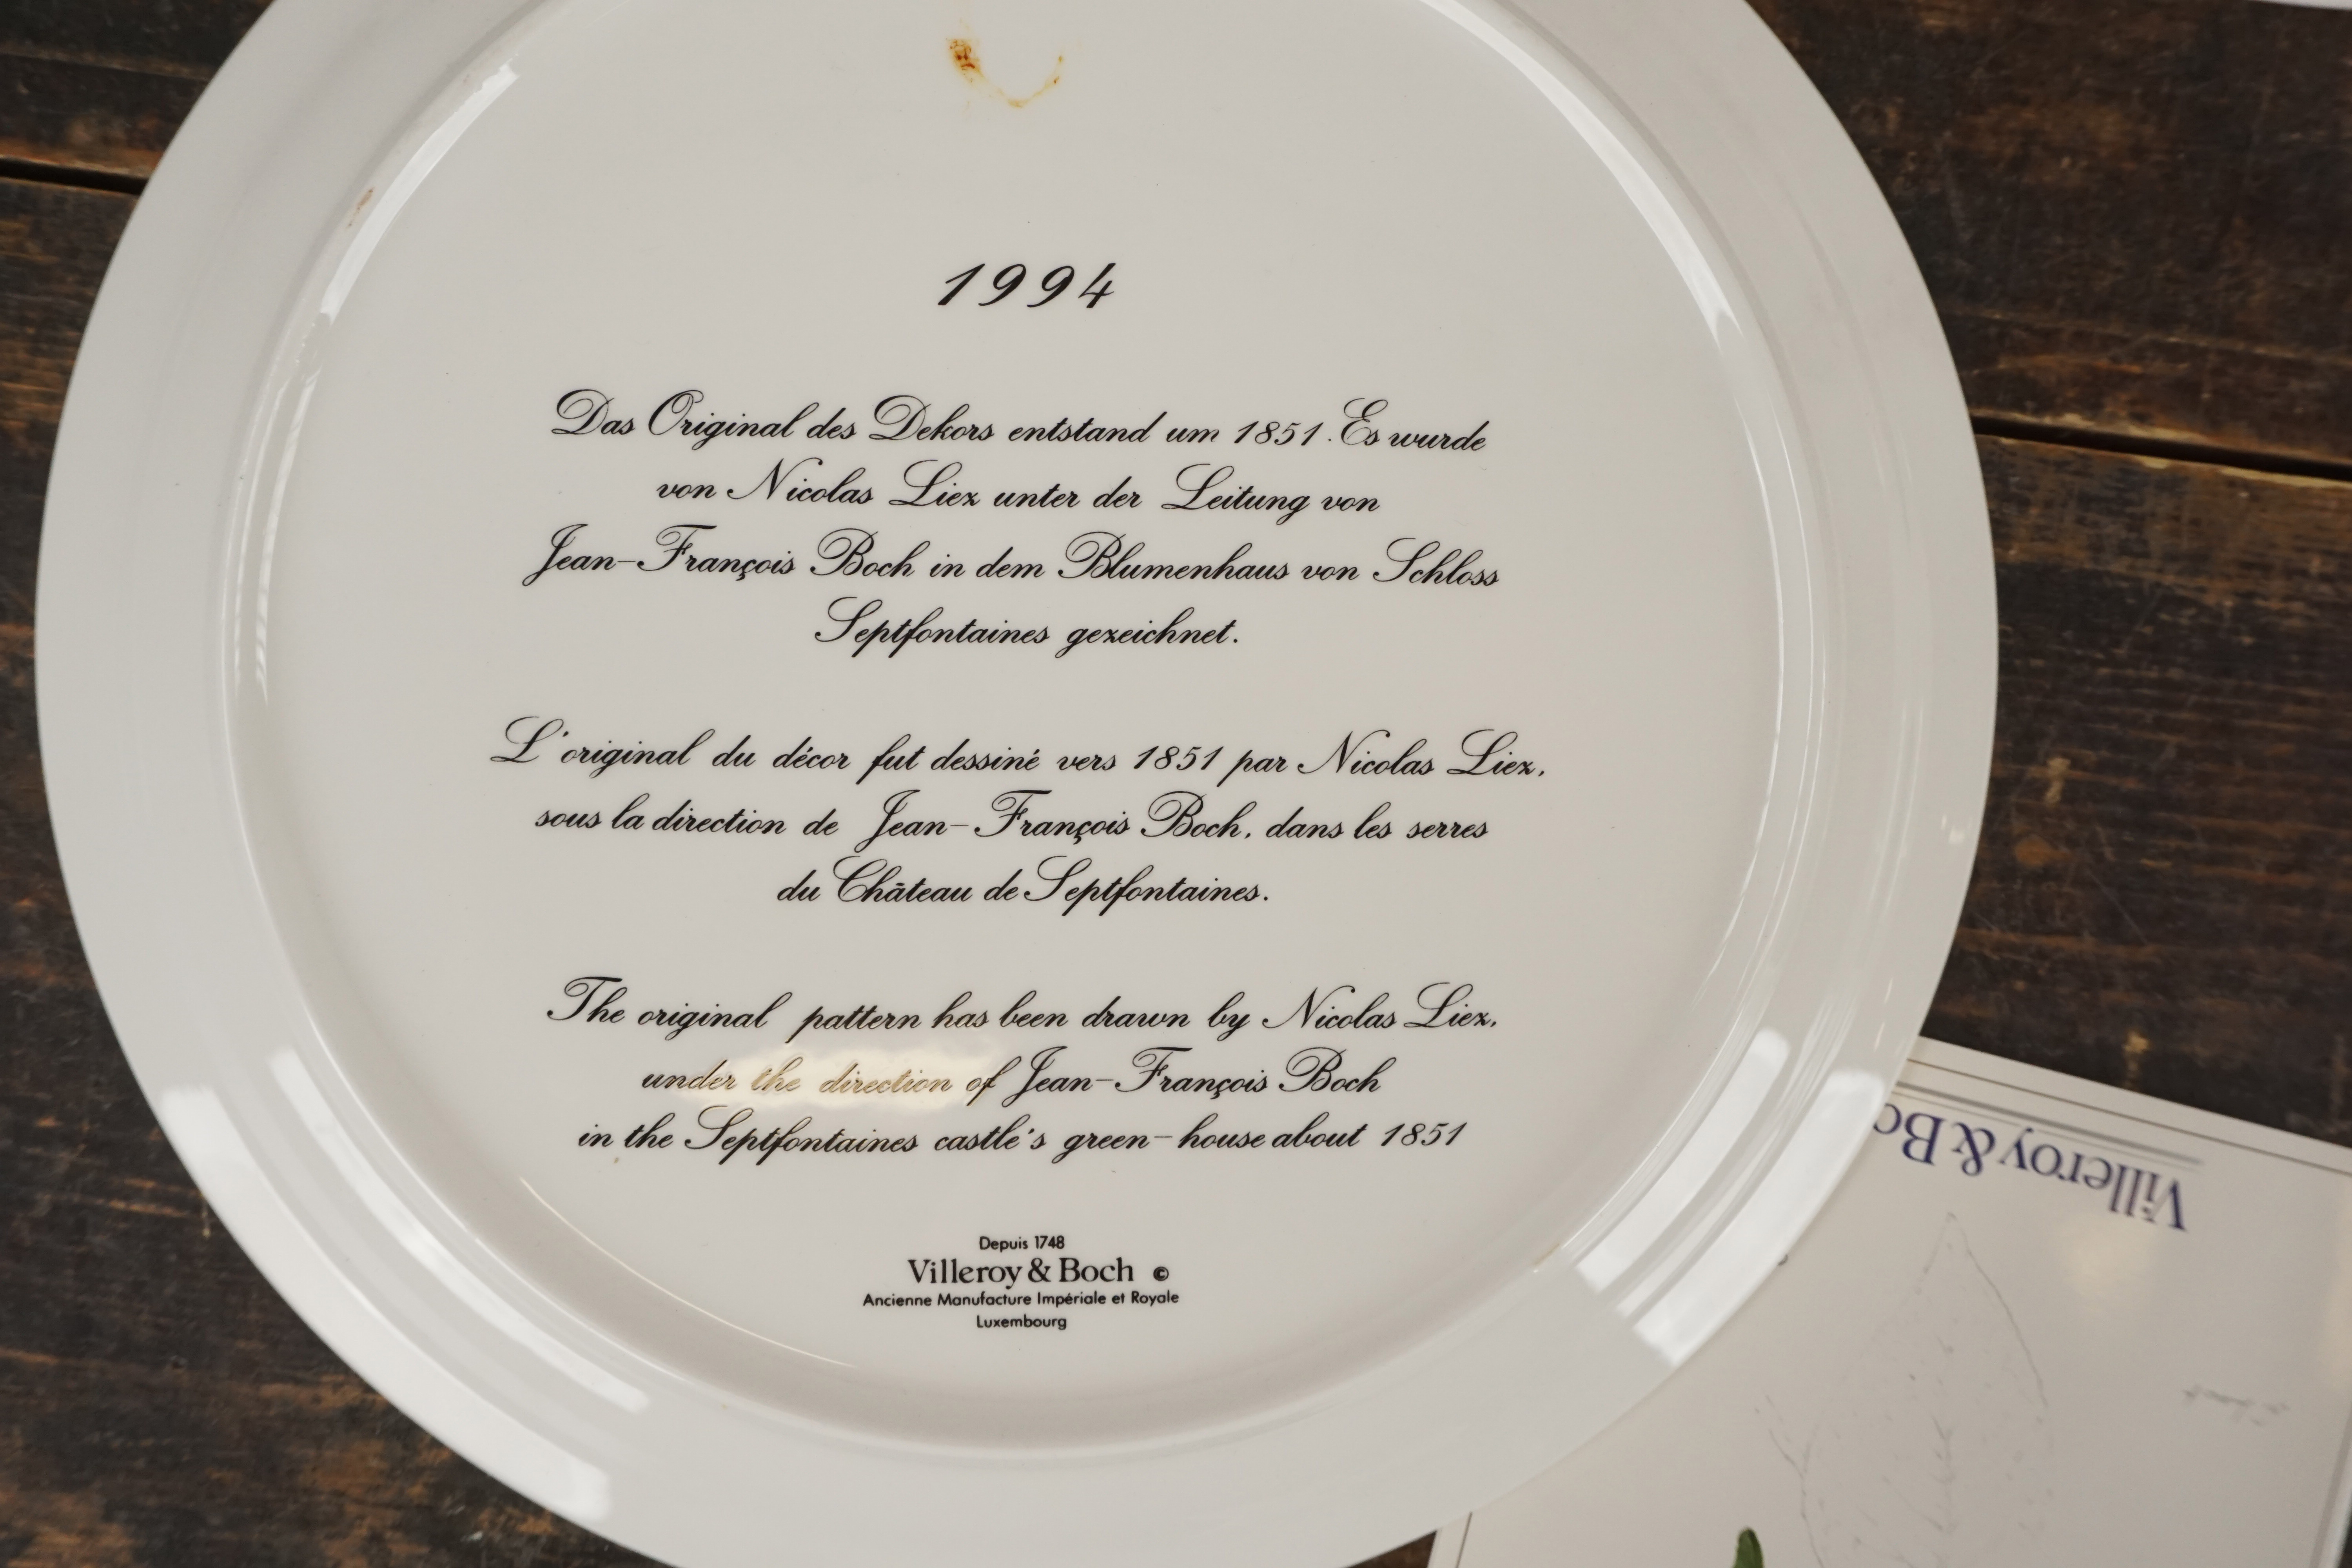 1994
Das Original des Dekors entstand um 1851. Es wurde
von Nicolas Liez unter der Leitung von
Jean-François Boch in dem Blumenhaus von Schloss
Septfontaines gezeichnet.
L'original du décor fut dessiné vers 1851 par Nicolas Liez,
sous la direction de Jean-François Boch, dans les serres
du Château de Septfontaines.
The original pattern has been drawn by Nicolas Liez,
under the direction of Jean-François Boch
in the Septfontaines castle's green-house about 1851
Depuis 1748
Villeroy & Boch ©
Ancienne Manufacture Impériale et Royale
Luxembourg
Villeroy & Bo